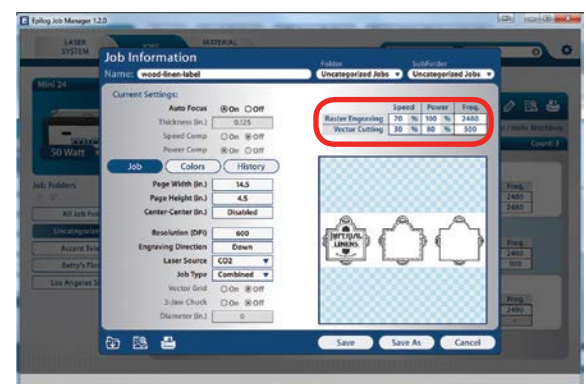 Epilog Job Manager 1.2.0
LASER
SYSTEM
JOBS
MATERIAL
Job Information
Folder
SubFolder
Name: wood-linen-label
Uncategorized Jobs
Uncategorized Jobs
Mini 24
Current Settings:
Auto Focus On Off
Thickness (in.) 0.125
Speed Comp On Off
Power Comp On Off
Speed Power Freq.
Raster Engraving 70 % 100 % 2460
Vector Cutting 30 % 80 % 500
Count: 3
50 Watt
Job Colors History
Job Folders
Page Width (in.) 14.5
Page Height (in.) 4.5
Center-Center (in.) Disabled
All Job Fol
Uncategoriz
Accent Tabl
Betty's Flo
Los Angeles S
Resolution (DPI) 600
Engraving Direction Down
Laser Source CO2
Job Type Combined
Vector Grid On Off
3-Jaw Chuck On Off
Diameter (in.) 0
IMPERIAL
LINENS
Freq.
2480
2480
Freq.
2480
Freq.
2480
Save Save As Cancel